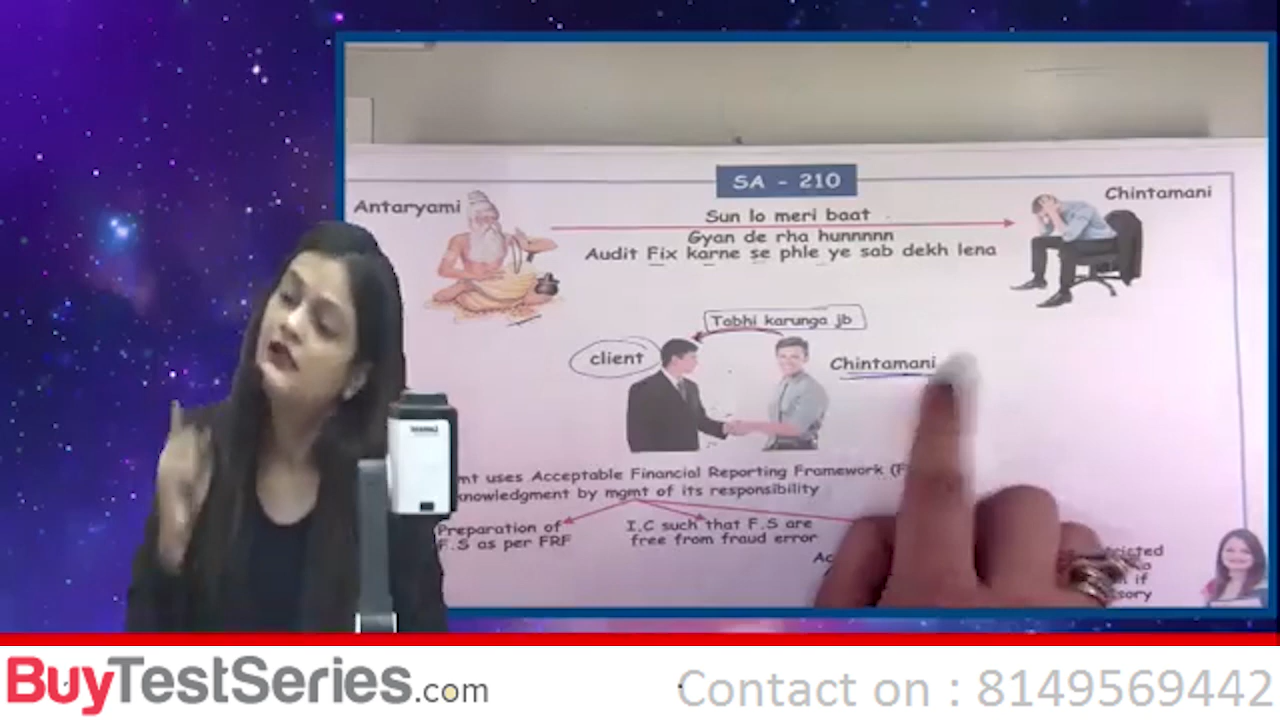 SA - 210
Antaryami
Chintamani
Sun lo meri baat
Gyan de rha hunnnnn
Audit Fix karne se phle ye sab dekh lena
Tabhi karunga jb
client
Chintamani
mt uses Acceptable Financial Reporting Framework
knowledgment by mgmt of its responsibility
Preparation of
F.S as per FRF
I.C such that F.S are
free from fraud error
BuyTestSeries.com
Contact on : 8149569442